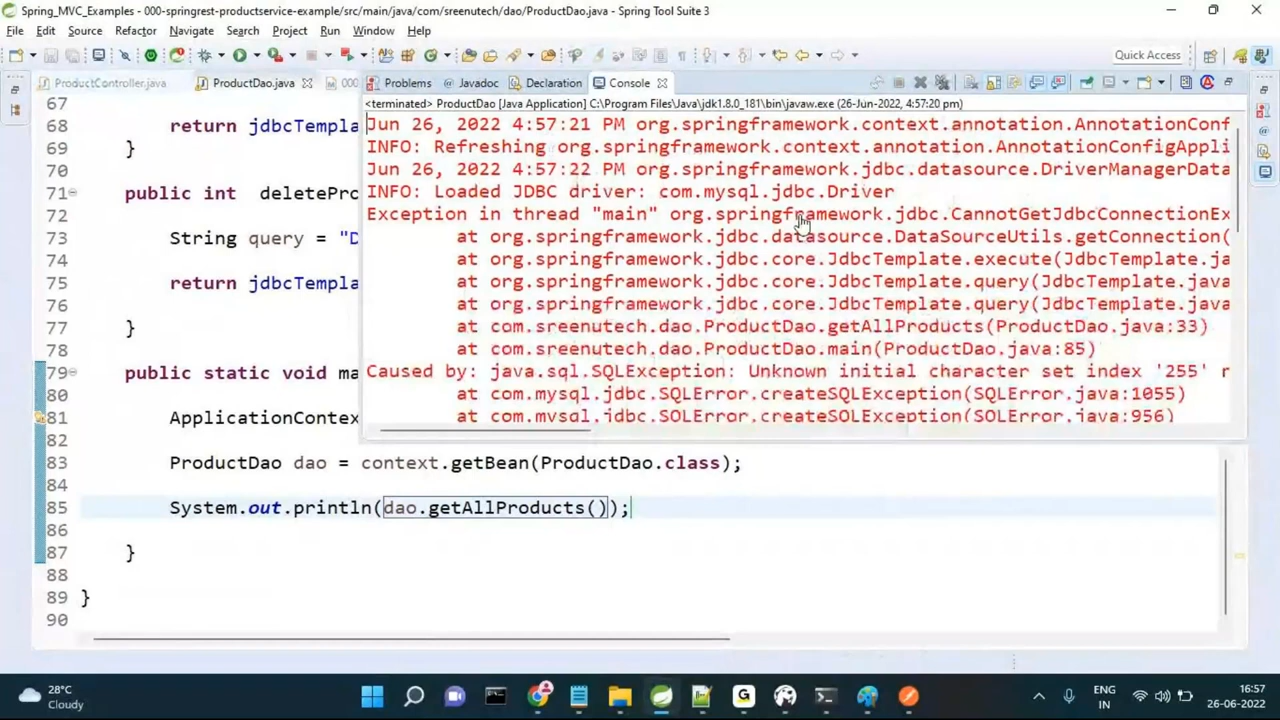 Spring_MVC_Examples - 000-springrest-productservice-example/src/main/java/com/sreenutech/dao/ProductDao.java - Spring Tool Suite 3
File Edit Source Refactor Navigate Search Project Run Window Help
Quick Access
ProductController.java ProductDao.java 000 Problems Javadoc Declaration Console
<terminated> ProductDao [Java Application] C:\Program Files\Java\jdk1.8.0_181\bin\javaw.exe (26-Jun-2022, 4:57:20 pm)
Jun 26, 2022 4:57:21 PM org.springframework.context.annotation.AnnotationConf
INFO: Refreshing org.springframework.context.annotation.AnnotationConfigAppli
Jun 26, 2022 4:57:22 PM org.springframework.jdbc.datasource.DriverManagerData
INFO: Loaded JDBC driver: com.mysql.jdbc.Driver
Exception in thread "main" org.springframework.jdbc.CannotGetJdbcConnectionEx
at org.springframework.jdbc.datasource.DataSourceUtils.getConnection(
at org.springframework.jdbc.core.JdbcTemplate.execute(JdbcTemplate.ja
at org.springframework.jdbc.core.JdbcTemplate.query(JdbcTemplate.java
at org.springframework.jdbc.core.JdbcTemplate.query(JdbcTemplate.java
at com.sreenutech.dao.ProductDao.getAllProducts(ProductDao.java:33)
at com.sreenutech.dao.ProductDao.main(ProductDao.java:85)
Caused by: java.sql.SQLException: Unknown initial character set index '255' r
at com.mysql.jdbc.SQLError.createSQLException(SQLError.java:1055)
at com.mysql.jdbc.SQLError.createSQLException(SQLError.java:956)
67
68 return jdbcTempla
69 }
70
71 public int deletePro
72
73 String query = "D
74
75 return jdbcTempla
76
77 }
78
79 public static void ma
80
81 ApplicationContex
82
83 ProductDao dao = context.getBean(ProductDao.class);
84
85 System.out.println(dao.getAllProducts());
86
87 }
88
89 }
90
28°C
Cloudy
ENG
IN
16:57
26-06-2022